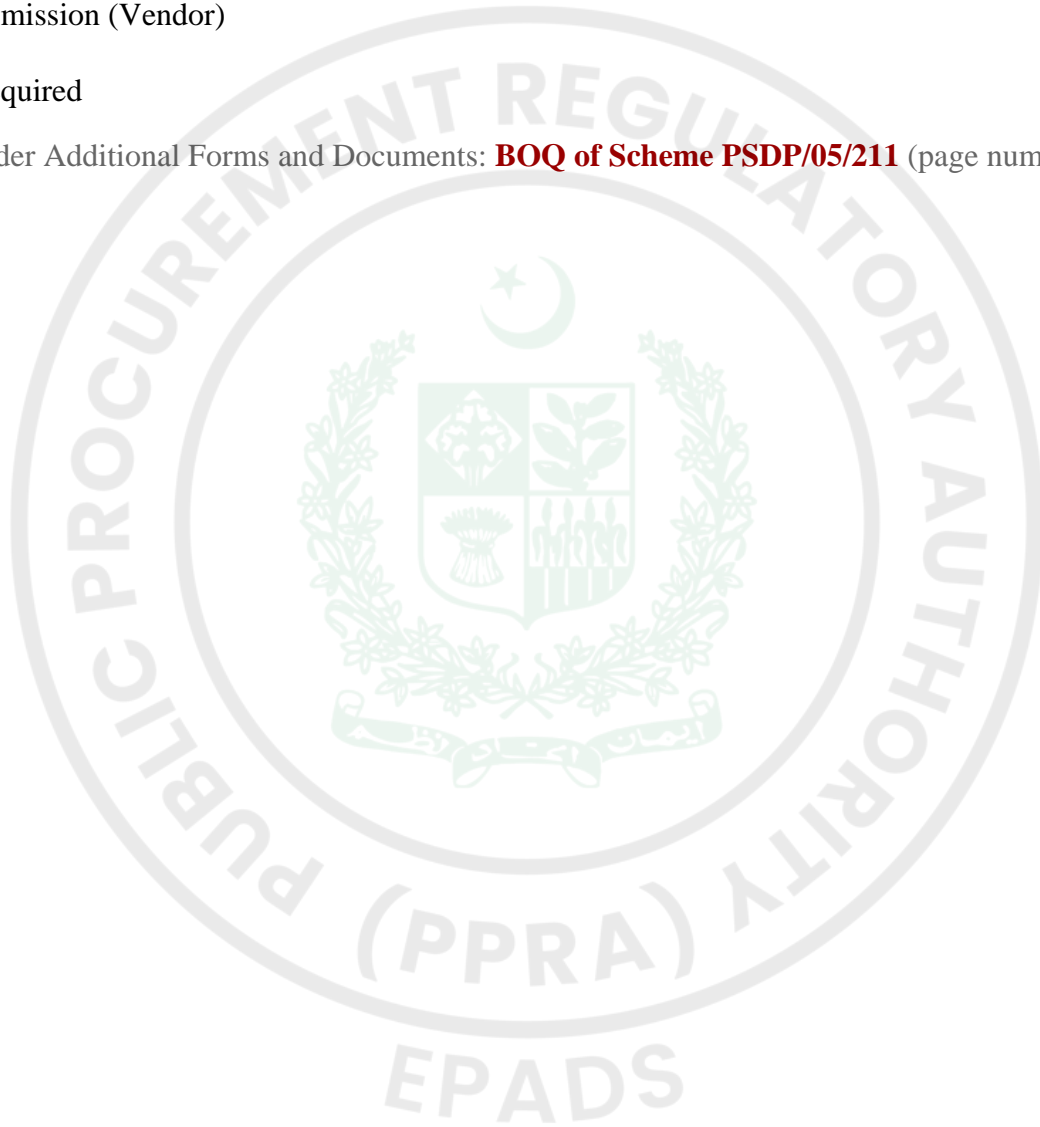 mission (Vendor)
quired
der Additional Forms and Documents: BOQ of Scheme PSDP/05/211 (page num
PUBLIC PROCUREMENT REGULATORY AUTHORITY
(PPRA)
EPADS